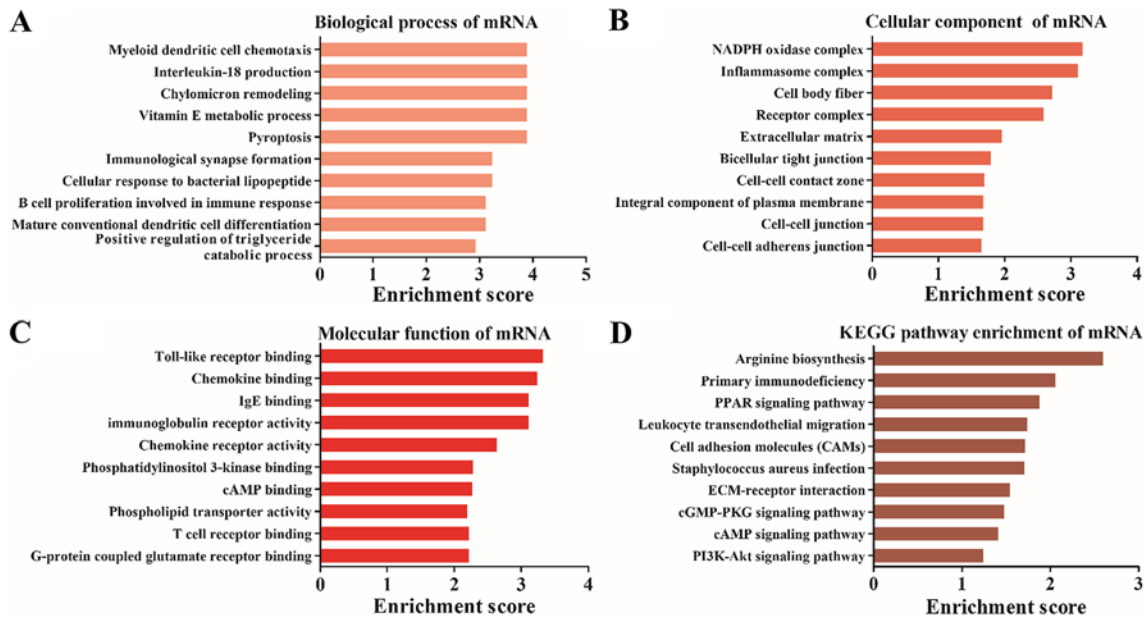 A
Biological process of mRNA
Myeloid dendritic cell chemotaxis
Interleukin-18 production
Chylomicron remodeling
Vitamin E metabolic process
Pyroptosis
Immunological synapse formation
Cellular response to bacterial lipopeptide
B cell proliferation involved in immune response
Mature conventional dendritic cell differentiation
Positive regulation of triglyceride
catabolic process
0 1 2 3 4 5
Enrichment score
B
Cellular component of mRNA
NADPH oxidase complex
Inflammasome complex
Cell body fiber
Receptor complex
Extracellular matrix
Bicellular tight junction
Cell-cell contact zone
Integral component of plasma membrane
Cell-cell junction
Cell-cell adherens junction
0 1 2 3 4
Enrichment score
C
Molecular function of mRNA
Toll-like receptor binding
Chemokine binding
IgE binding
immunoglobulin receptor activity
Chemokine receptor activity
Phosphatidylinositol 3-kinase binding
cAMP binding
Phospholipid transporter activity
T cell receptor binding
G-protein coupled glutamate receptor binding
0 1 2 3 4
Enrichment score
D
KEGG pathway enrichment of mRNA
Arginine biosynthesis
Primary immunodeficiency
PPAR signaling pathway
Leukocyte transendothelial migration
Cell adhesion molecules (CAMs)
Staphylococcus aureus infection
ECM-receptor interaction
cGMP-PKG signaling pathway
cAMP signaling pathway
PI3K-Akt signaling pathway
0 1 2 3
Enrichment score